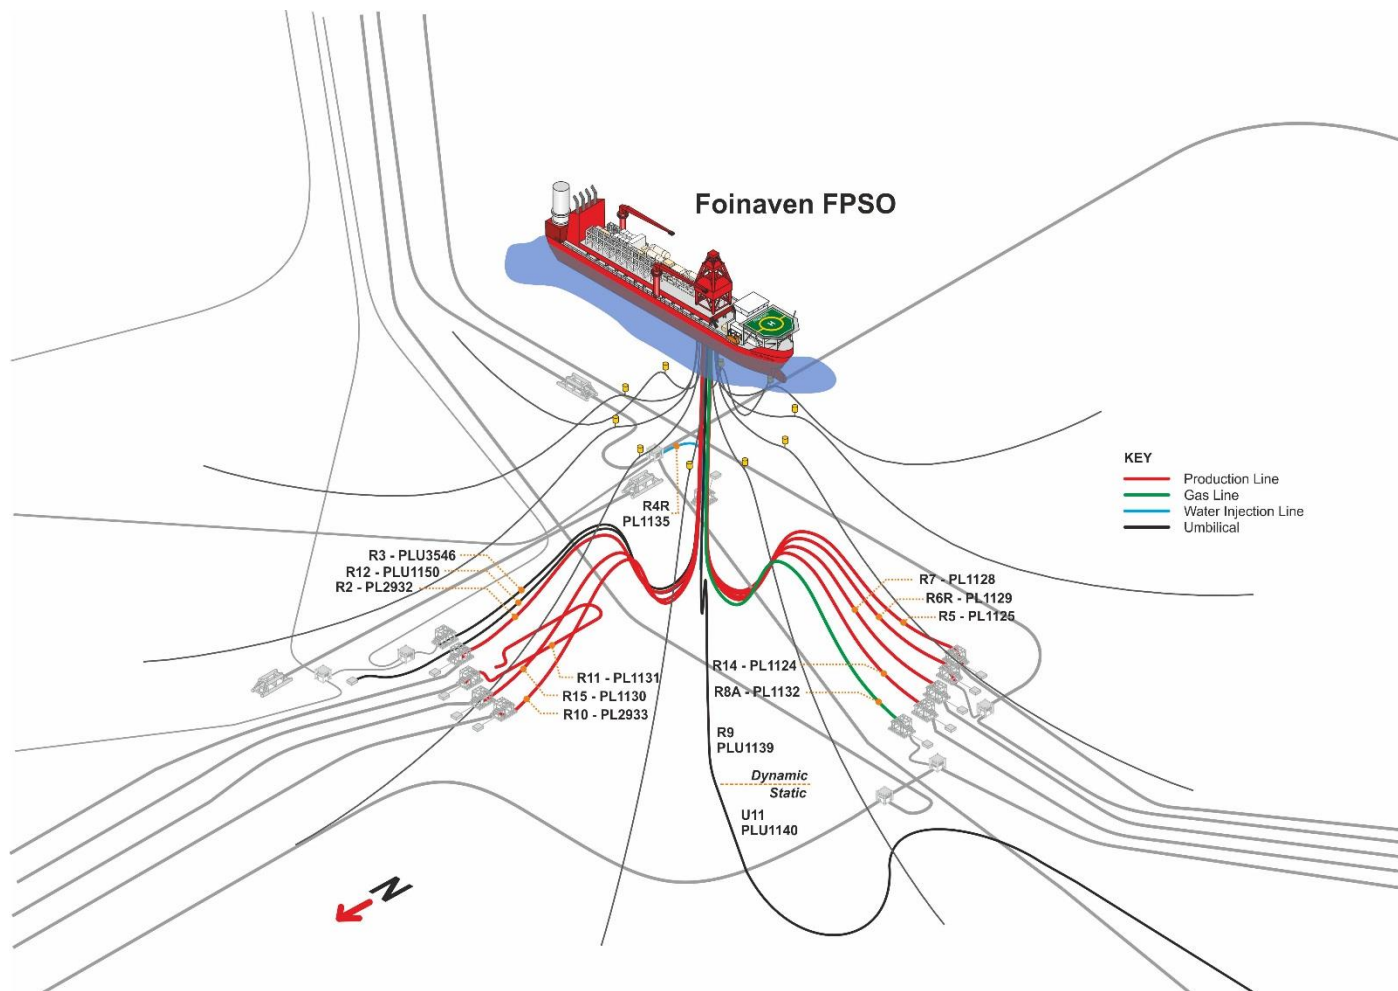 Foinaven FPSO
KEY
Production Line
Gas Line
Water Injection Line
Umbilical
R4R
PL1135
R3 - PLU3546
R12 - PLU1150
R2 - PL2932
R7 - PL1128
R6R - PL1129
R5 - PL1125
R11 - PL1131
R15 - PL1130
R10 - PL2933
R14 - PL1124
R8A - PL1132
R9
PLU1139
Dynamic
Static
U11
PLU1140
N